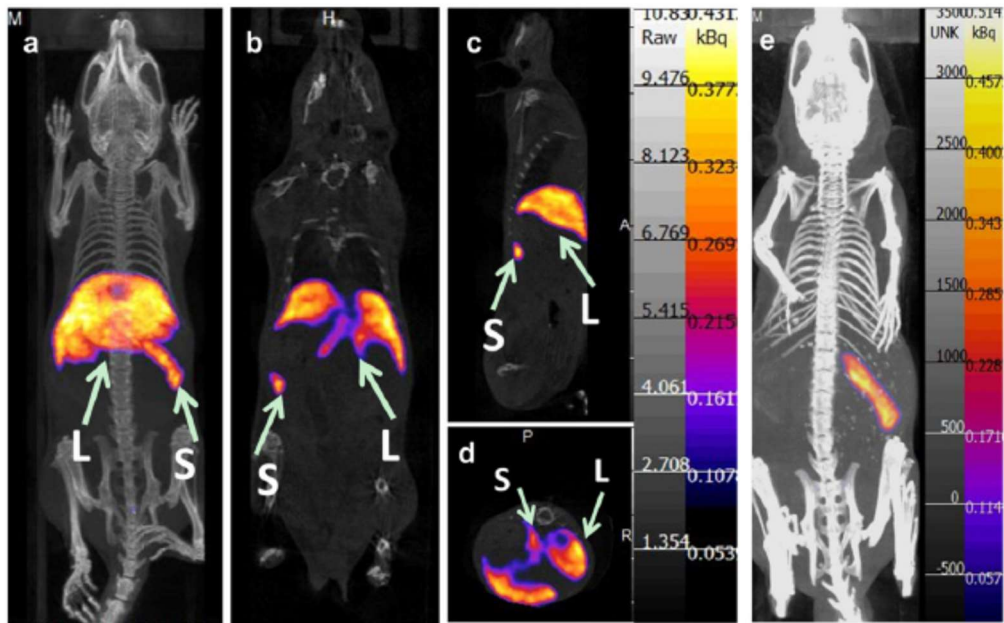 M
a
L
S
H
b
S
L
c
A
S
L
P
d
S
L
R
10.83 0.431
Raw kBq
9.476 0.377
8.123 0.323
6.769 0.269
5.415 0.215
4.061 0.161
2.708 0.107
1.354 0.053
M
e
3500 0.514
UNK kBq
3000 0.457
2500 0.400
2000 0.343
1500 0.285
1000 0.228
500 0.171
0 0.114
-500 0.057